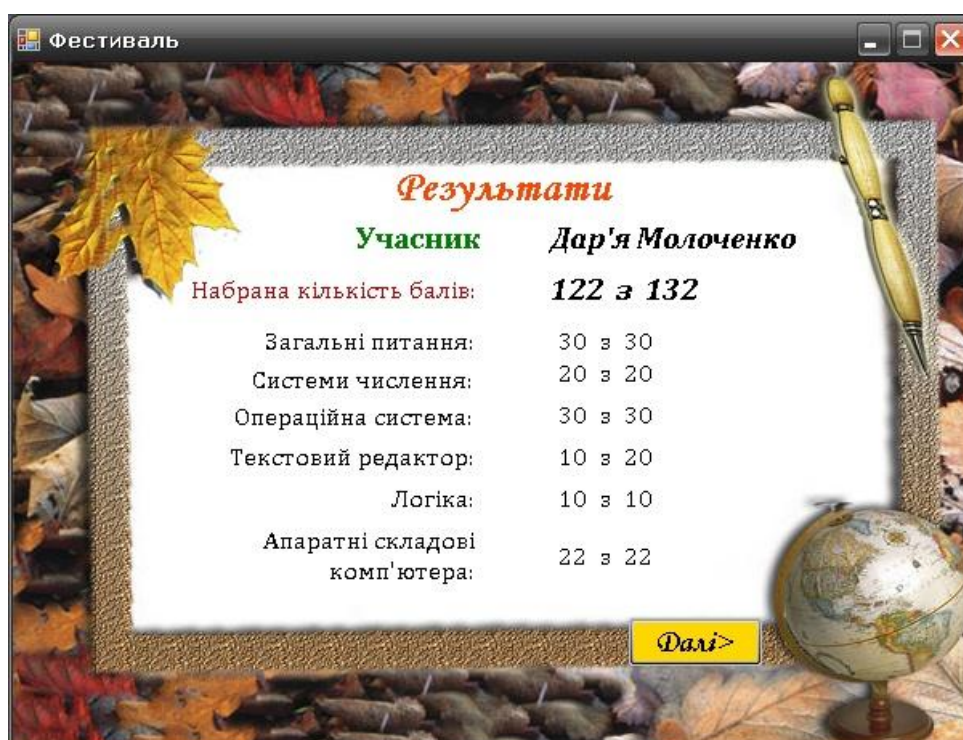 Фестиваль
Результати
Учасник Дар'я Молоченко
Набрана кількість балів: 122 з 132
Загальні питання: 30 з 30
Системи числення: 20 з 20
Операційна система: 30 з 30
Текстовий редактор: 10 з 20
Логіка: 10 з 10
Апаратні складові
комп'ютера: 22 з 22
Далі>